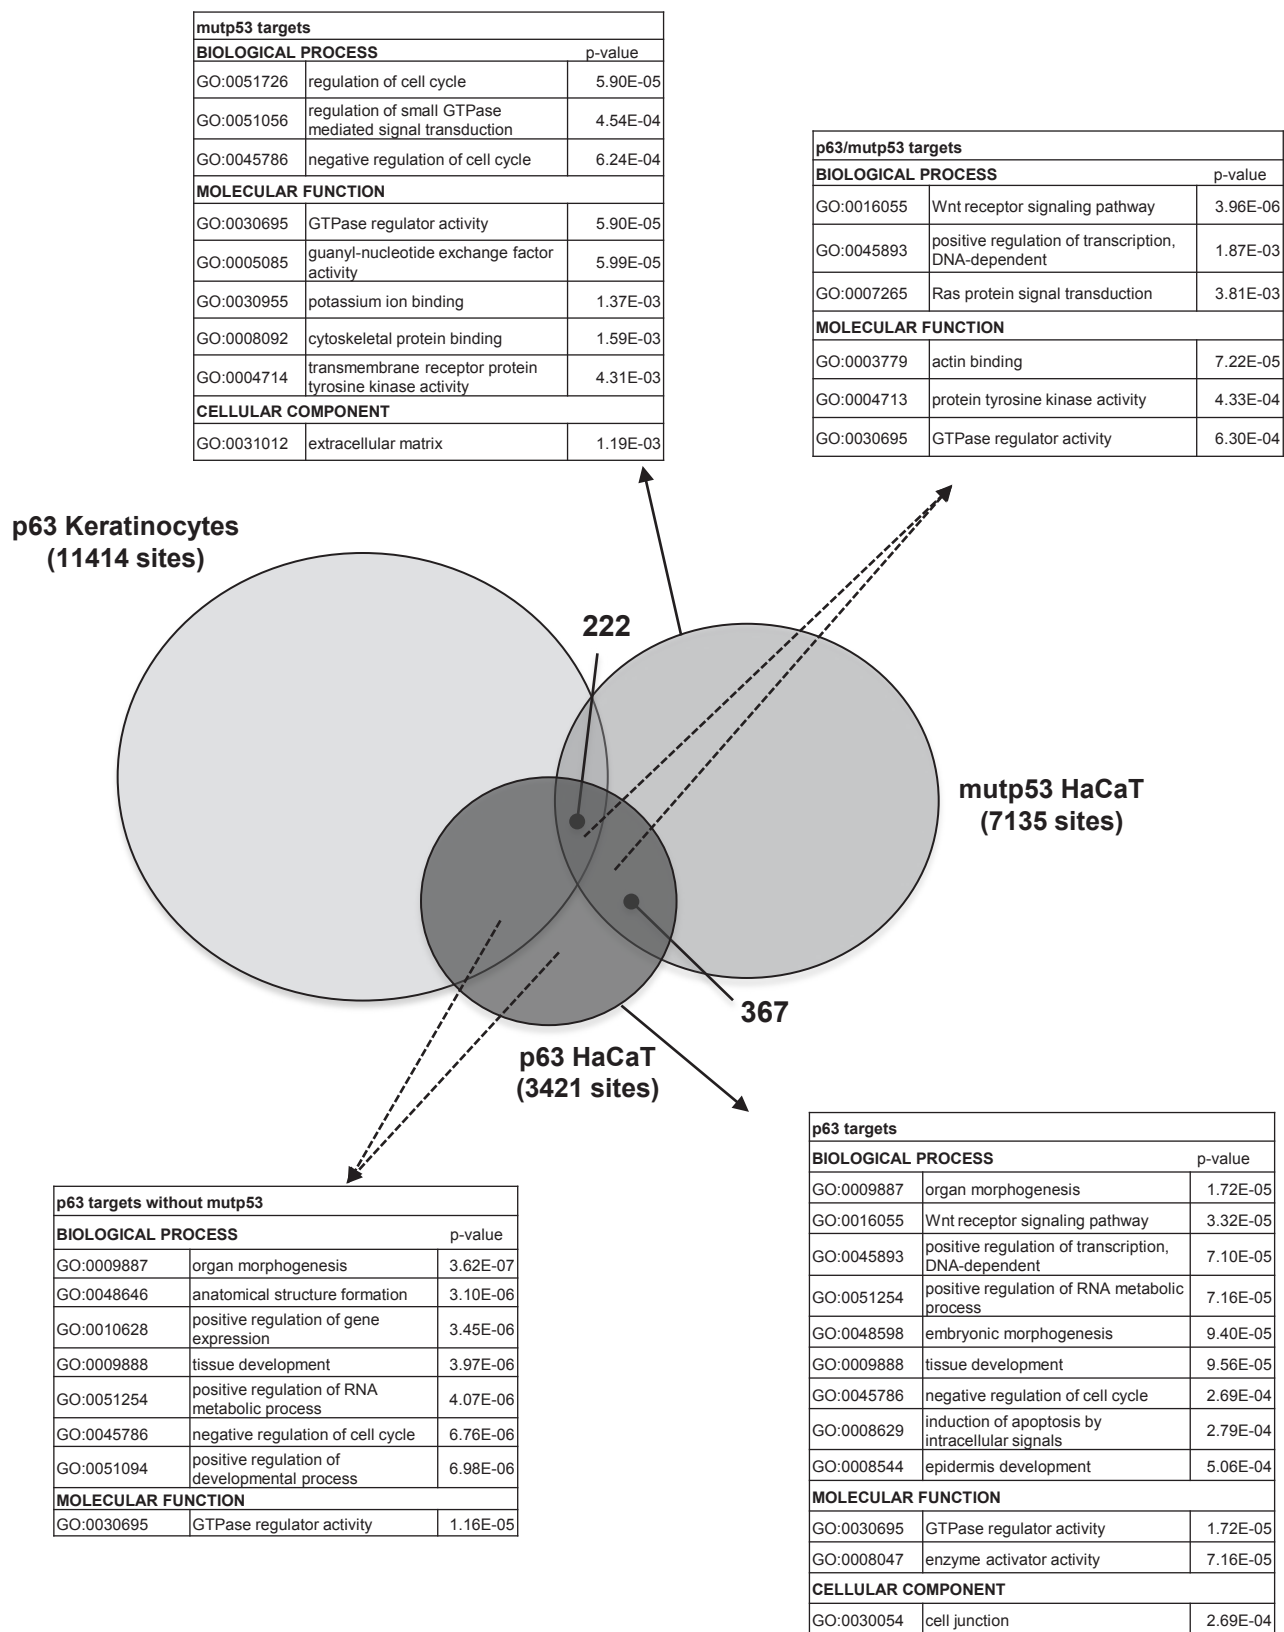 mutp53 targets
BIOLOGICAL PROCESS p-value
GO:0051726 regulation of cell cycle 5.90E-05
GO:0051056 regulation of small GTPase
mediated signal transduction 4.54E-04
GO:0045786 negative regulation of cell cycle 6.24E-04
MOLECULAR FUNCTION
GO:0030695 GTPase regulator activity 5.90E-05
GO:0005085 guanyl-nucleotide exchange factor
activity 5.99E-05
GO:0030955 potassium ion binding 1.37E-03
GO:0008092 cytoskeletal protein binding 1.59E-03
GO:0004714 transmembrane receptor protein
tyrosine kinase activity 4.31E-03
CELLULAR COMPONENT
GO:0031012 extracellular matrix 1.19E-03
p63/mutp53 targets
BIOLOGICAL PROCESS p-value
GO:0016055 Wnt receptor signaling pathway 3.96E-06
GO:0045893 positive regulation of transcription,
DNA-dependent 1.87E-03
GO:0007265 Ras protein signal transduction 3.81E-03
MOLECULAR FUNCTION
GO:0003779 actin binding 7.22E-05
GO:0004713 protein tyrosine kinase activity 4.33E-04
GO:0030695 GTPase regulator activity 6.30E-04
p63 Keratinocytes
(11414 sites)
222
mutp53 HaCaT
(7135 sites)
367
p63 HaCaT
(3421 sites)
p63 targets without mutp53
BIOLOGICAL PROCESS p-value
GO:0009887 organ morphogenesis 3.62E-07
GO:0048646 anatomical structure formation 3.10E-06
GO:0010628 positive regulation of gene
expression 3.45E-06
GO:0009888 tissue development 3.97E-06
GO:0051254 positive regulation of RNA
metabolic process 4.07E-06
GO:0045786 negative regulation of cell cycle 6.76E-06
GO:0051094 positive regulation of
developmental process 6.98E-06
MOLECULAR FUNCTION
GO:0030695 GTPase regulator activity 1.16E-05
p63 targets
BIOLOGICAL PROCESS p-value
GO:0009887 organ morphogenesis 1.72E-05
GO:0016055 Wnt receptor signaling pathway 3.32E-05
GO:0045893 positive regulation of transcription,
DNA-dependent 7.10E-05
GO:0051254 positive regulation of RNA metabolic
process 7.16E-05
GO:0048598 embryonic morphogenesis 9.40E-05
GO:0009888 tissue development 9.56E-05
GO:0045786 negative regulation of cell cycle 2.69E-04
GO:0008629 induction of apoptosis by
intracellular signals 2.79E-04
GO:0008544 epidermis development 5.06E-04
MOLECULAR FUNCTION
GO:0030695 GTPase regulator activity 1.72E-05
GO:0008047 enzyme activator activity 7.16E-05
CELLULAR COMPONENT
GO:0030054 cell junction 2.69E-04